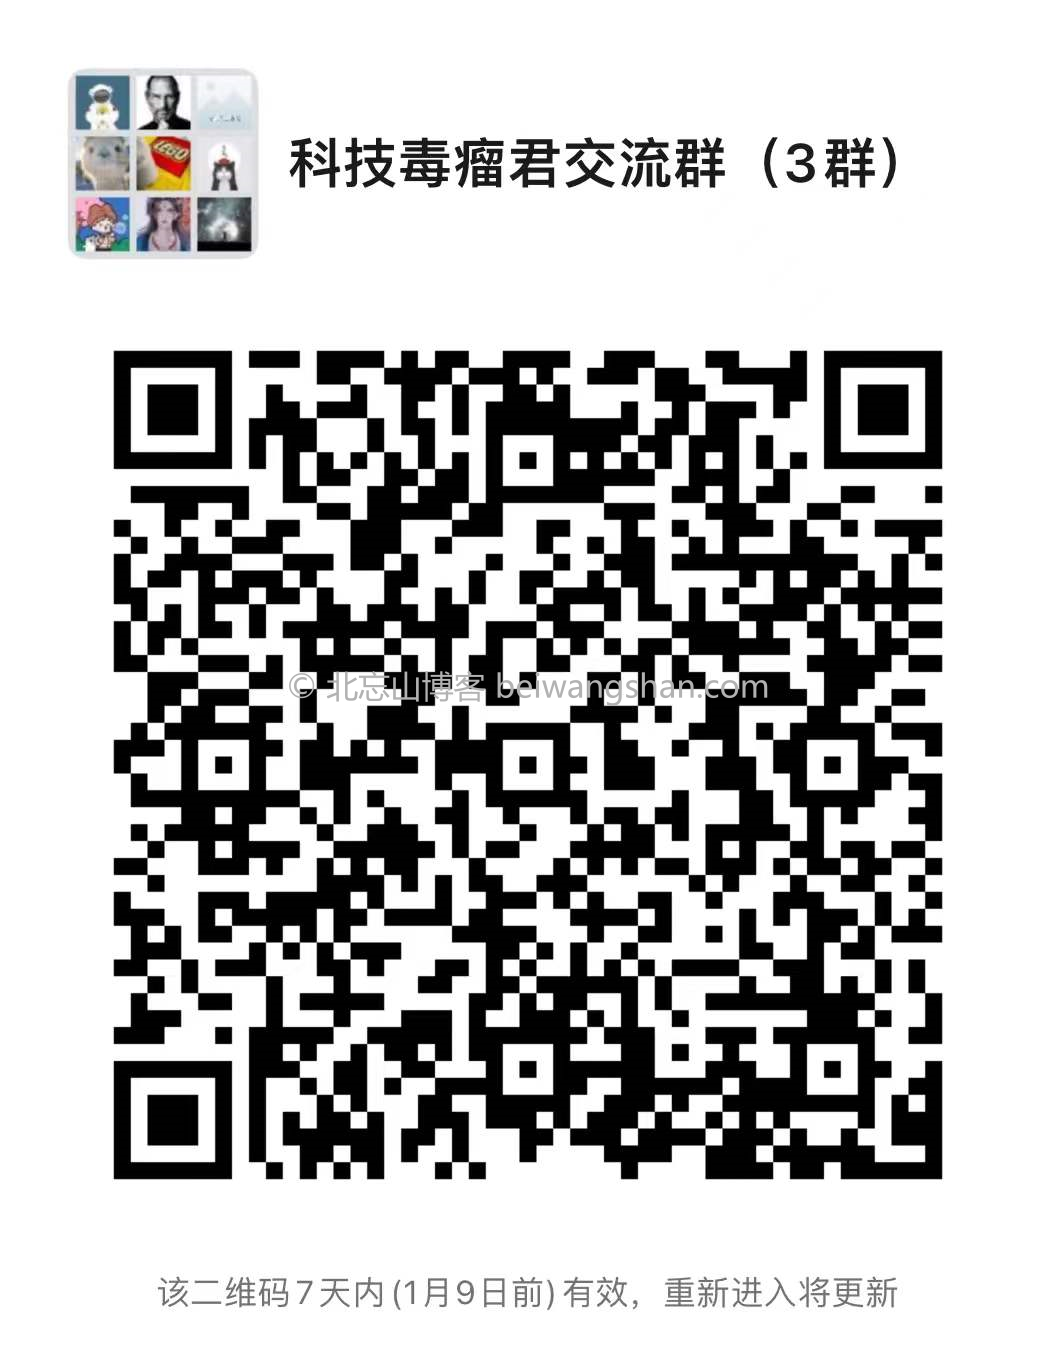 LEGO
科技毒瘤君交流群（3群）
© 北忘山博客 beiwangshan.com
该二维码7天内(1月9日前)有效，重新进入将更新